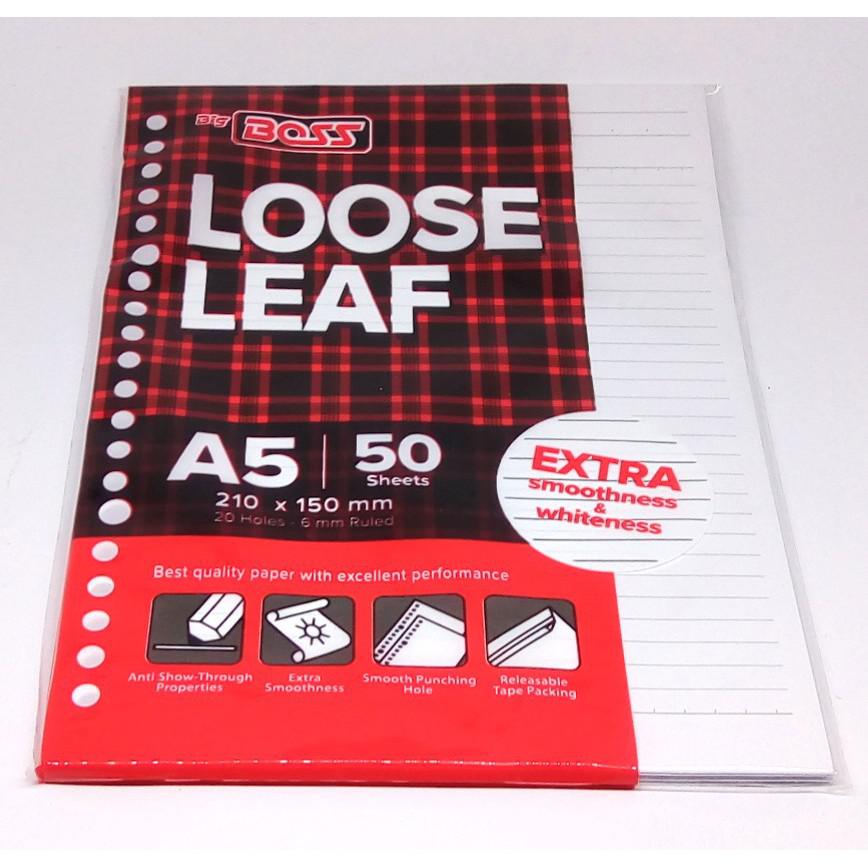 BIG BOSS
LOOSE
LEAF
A5 | 50
Sheets
210 x 150 mm
20 Holes - 6 mm Ruled
EXTRA
smoothness
&
whiteness
Best quality paper with excellent performance
Anti Show-Through
Properties
Extra
Smoothness
Smooth Punching
Hole
Releasable
Tape Packing